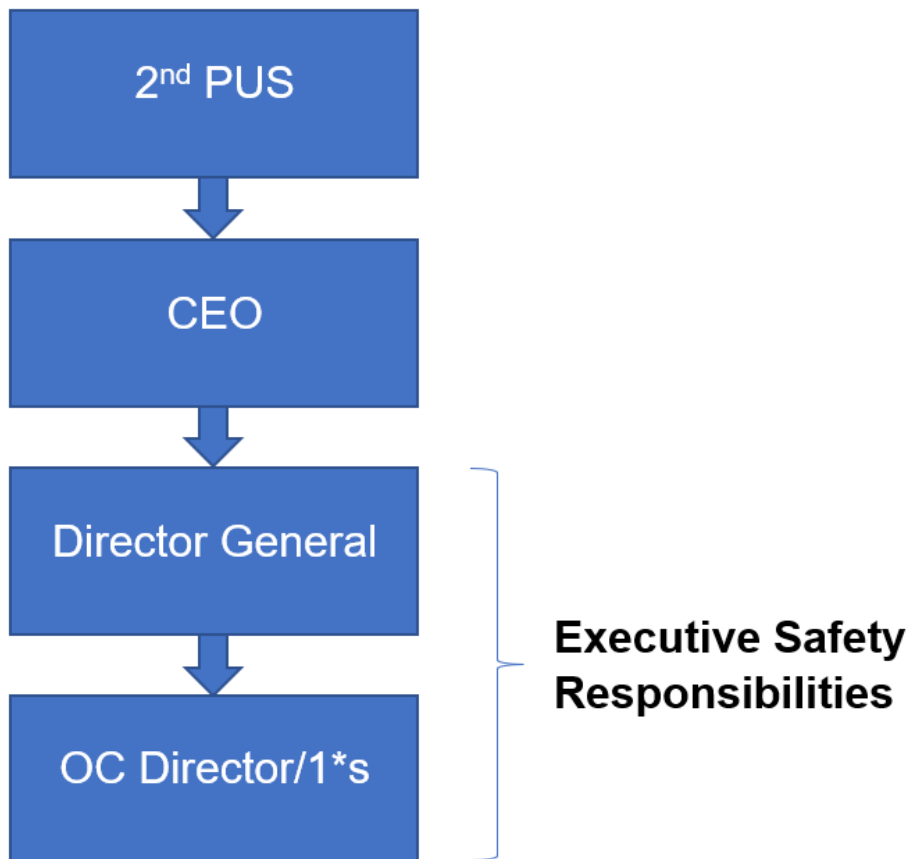 2nd PUS
CEO
Director General
OC Director/1*s
Executive Safety
Responsibilities